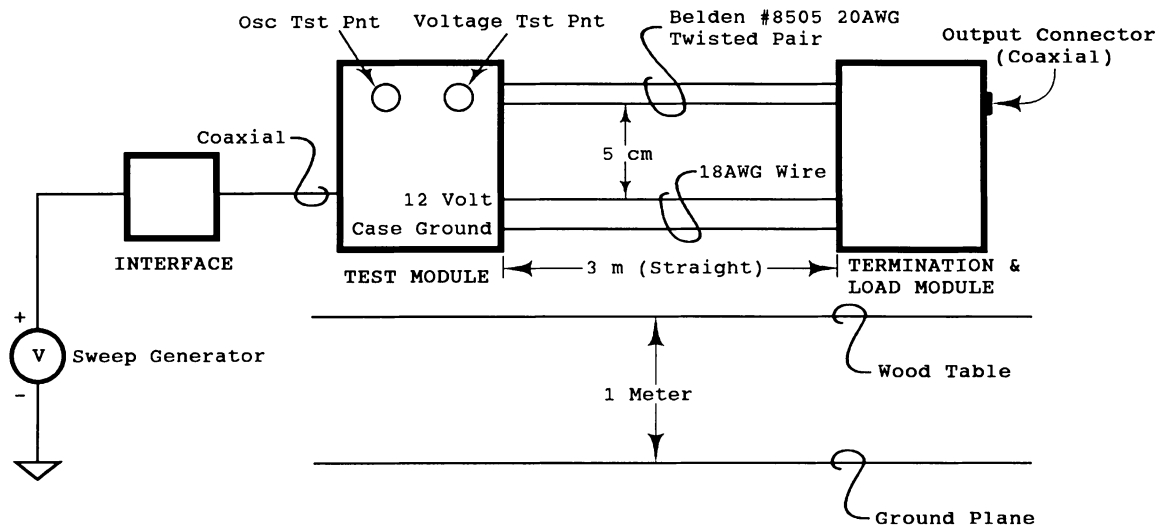 Osc Tst Pnt
Voltage Tst Pnt
Belden #8505 20AWG
Twisted Pair
Output Connector
(Coaxial)
Coaxial
5 cm
18AWG Wire
12 Volt
Case Ground
INTERFACE
TEST MODULE
3 m (Straight)
TERMINATION &
LOAD MODULE
+
V
Sweep Generator
-
Wood Table
1 Meter
Ground Plane